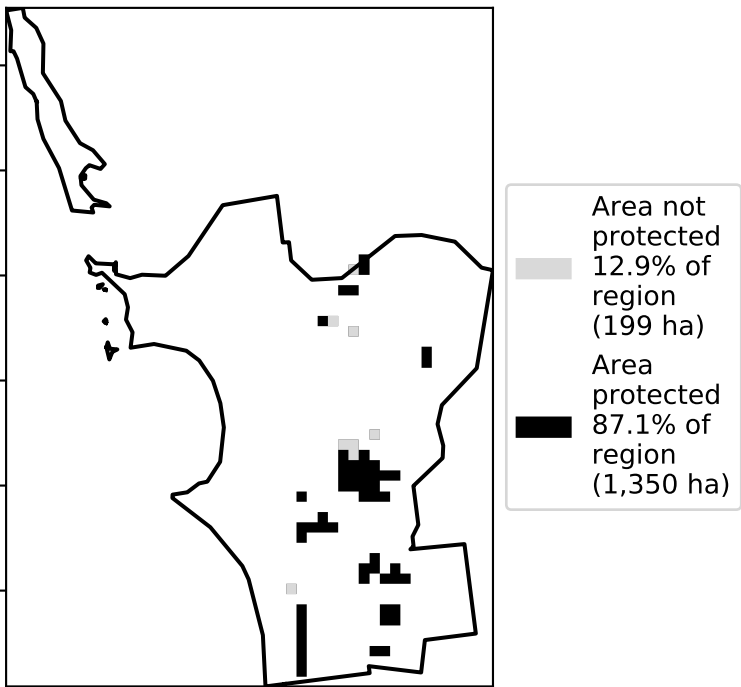 Area not
protected
12.9% of
region
(199 ha)
Area
protected
87.1% of
region
(1,350 ha)